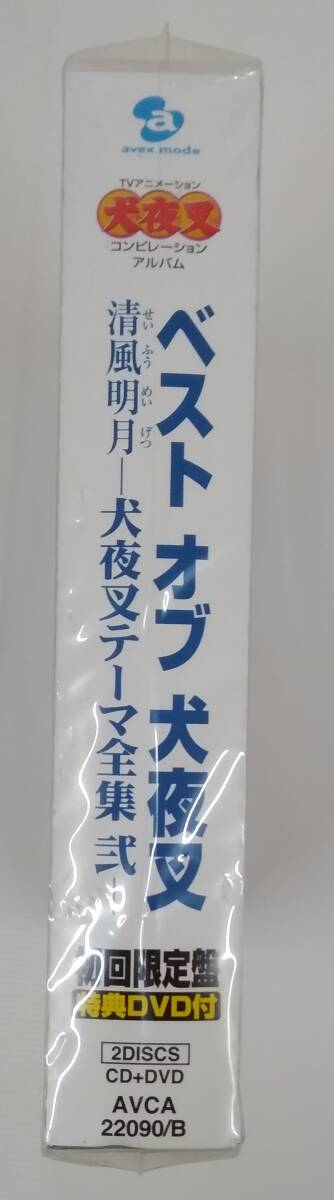 a
avex mode
TVアニメーション
犬夜叉
コンピレーション
アルバム
ベスト オブ 犬夜叉
せい ふう めい げつ
清風明月―犬夜叉テーマ全集 弐―
初回限定盤
特典DVD付
2DISCS
CD+DVD
AVCA
22090/B